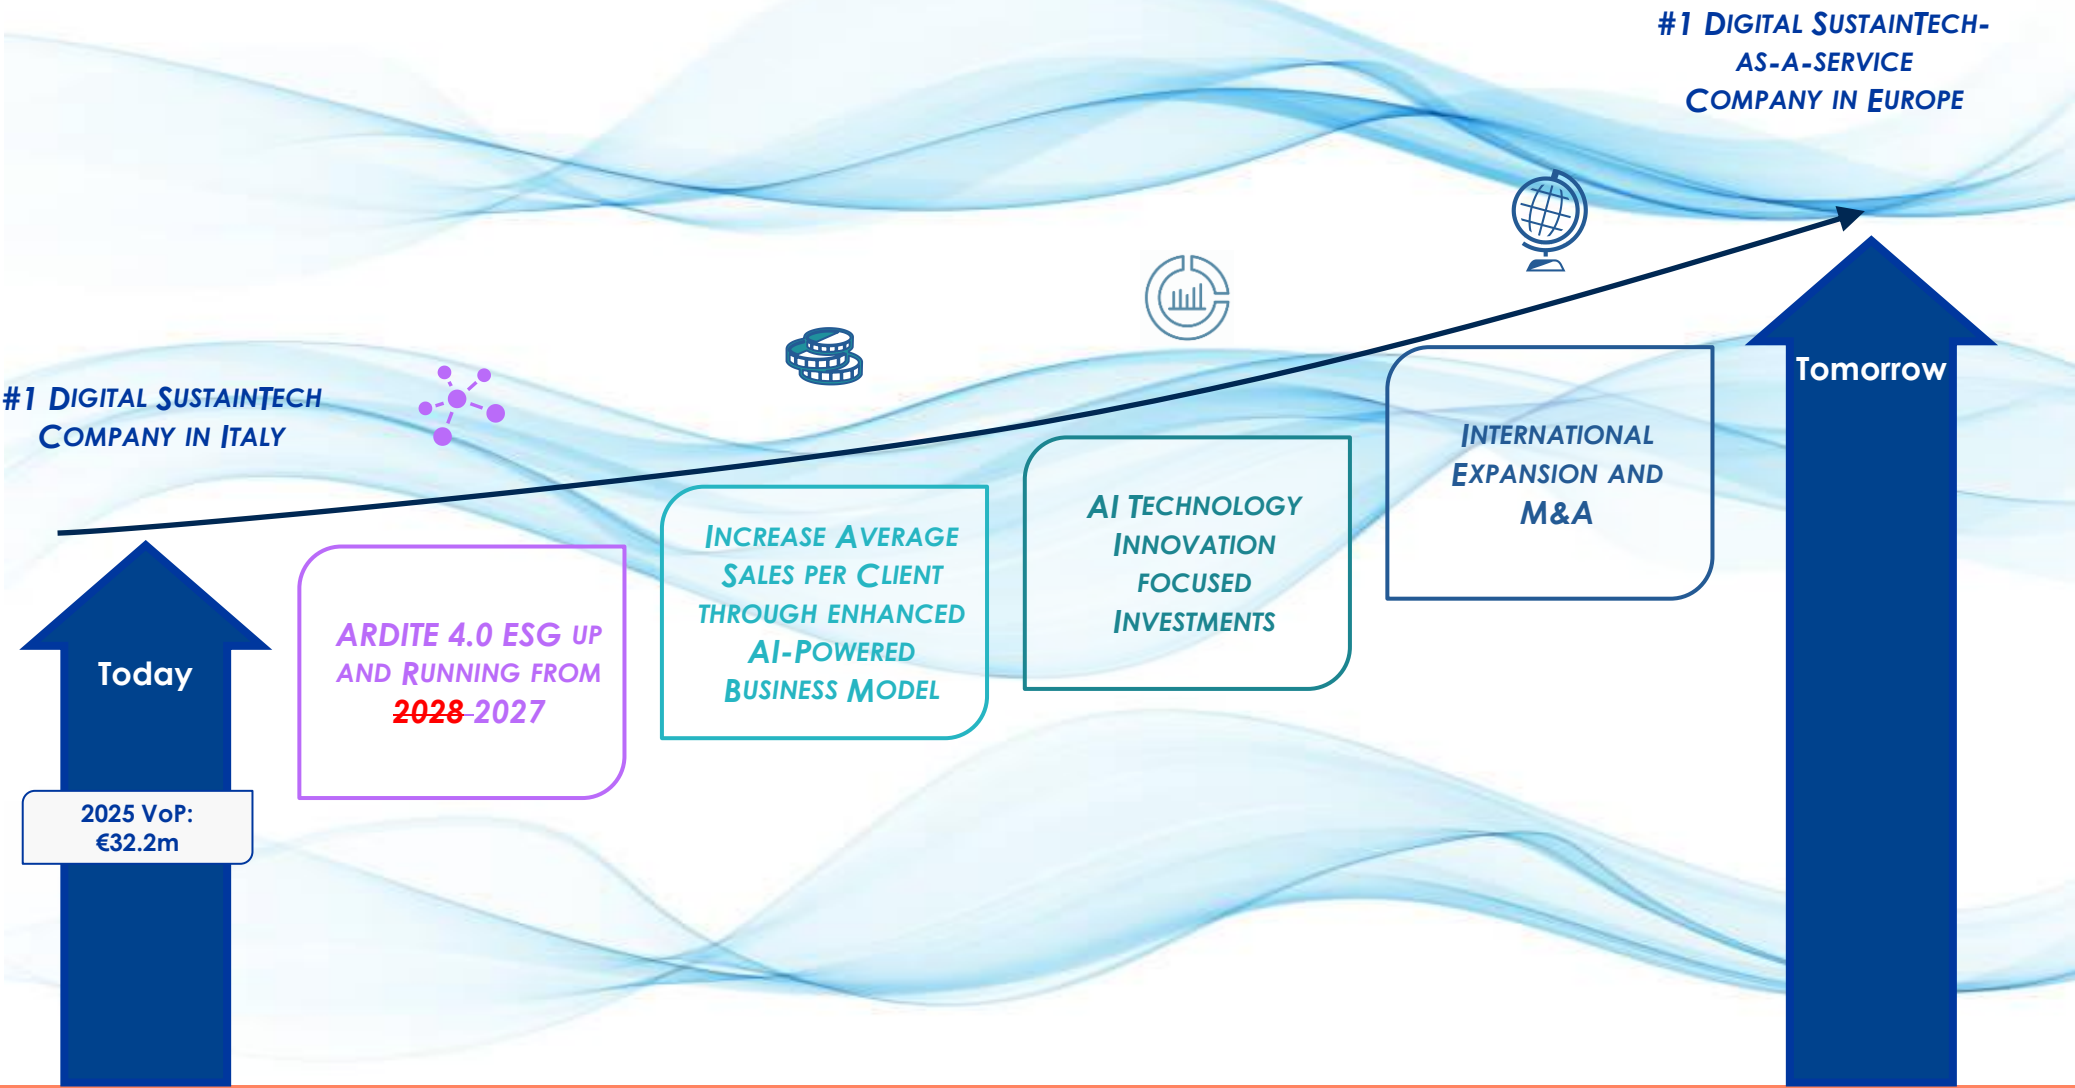 #1 Digital SustainTech-
as-a-service
Company in Europe
#1 Digital SustainTech
Company in Italy
Today
2025 VoP:
€32.2m
ARDITE 4.0 ESG up
and Running from
2028 2027
Increase Average
Sales per Client
through enhanced
AI-Powered
Business Model
AI Technology
Innovation
focused
Investments
International
Expansion and
M&A
Tomorrow